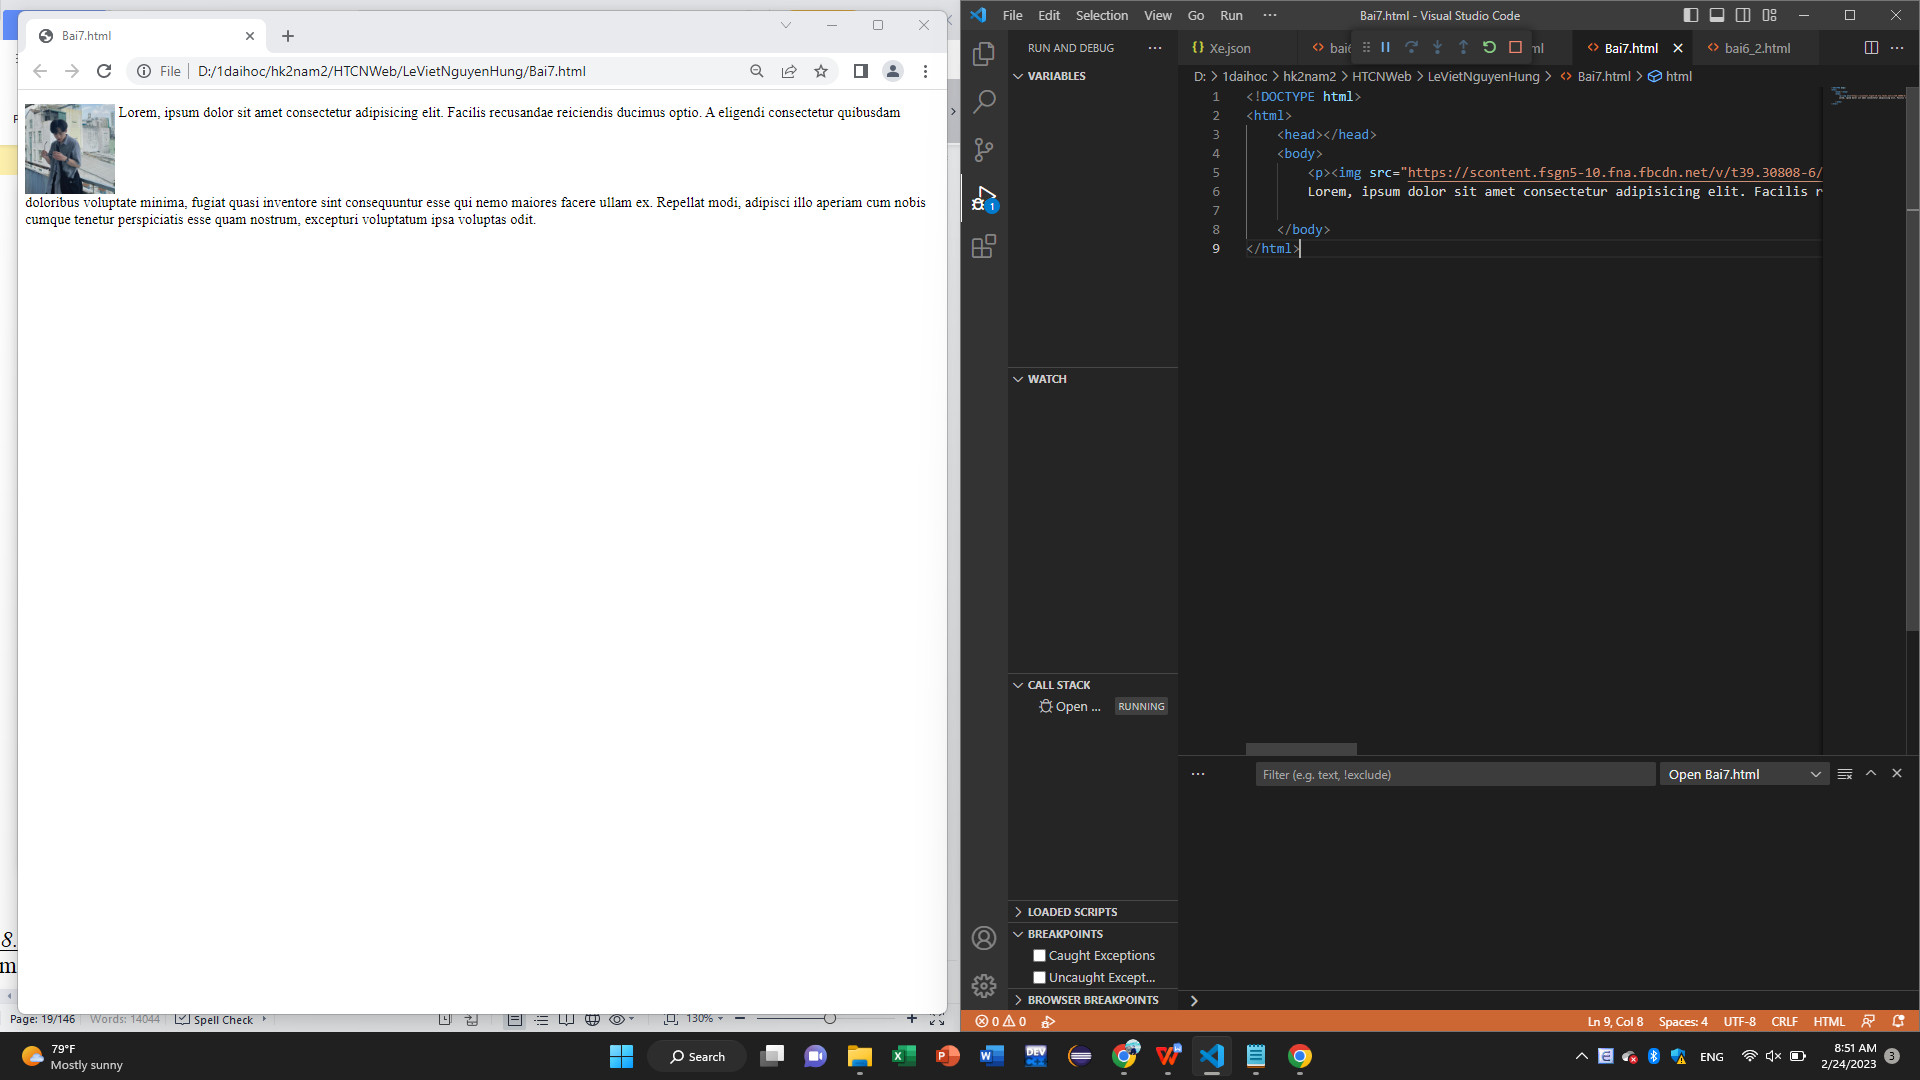 Bai7.html
File
D:/1daihoc/hk2nam2/HTCNWeb/LeVietNguyenHung/Bai7.html
Lorem, ipsum dolor sit amet consectetur adipisicing elit. Facilis recusandae reiciendis ducimus optio. A eligendi consectetur quibusdam
doloribus voluptate minima, fugiat quasi inventore sint consequuntur esse qui nemo maiores facere ullam ex. Repellat modi, adipisci illo aperiam cum nobis
cumque tenetur perspiciatis esse quam nostrum, excepturi voluptatum ipsa voluptas odit.
8.
m
Page: 19/146 Words: 14044 Spell Check 130%
File Edit Selection View Go Run ··· Bai7.html - Visual Studio Code
RUN AND DEBUG ···
Xe.json bai6 ml Bai7.html bai6_2.html ···
D: > 1daihoc > hk2nam2 > HTCNWeb > LeVietNguyenHung > Bai7.html > html
VARIABLES
1 <!DOCTYPE html>
2 <html>
3 <head></head>
4 <body>
5 <p><img src="https://scontent.fsgn5-10.fna.fbcdn.net/v/t39.30808-6/
6 Lorem, ipsum dolor sit amet consectetur adipisicing elit. Facilis r
7
8 </body>
9 </html>
1
WATCH
CALL STACK
Open ... RUNNING
LOADED SCRIPTS
BREAKPOINTS
Caught Exceptions
Uncaught Except...
BROWSER BREAKPOINTS
··· Filter (e.g. text, !exclude) Open Bai7.html
0 0 Ln 9, Col 8 Spaces: 4 UTF-8 CRLF HTML
79°F
Mostly sunny
Search
DEV
ENG
8:51 AM
2/24/2023
3